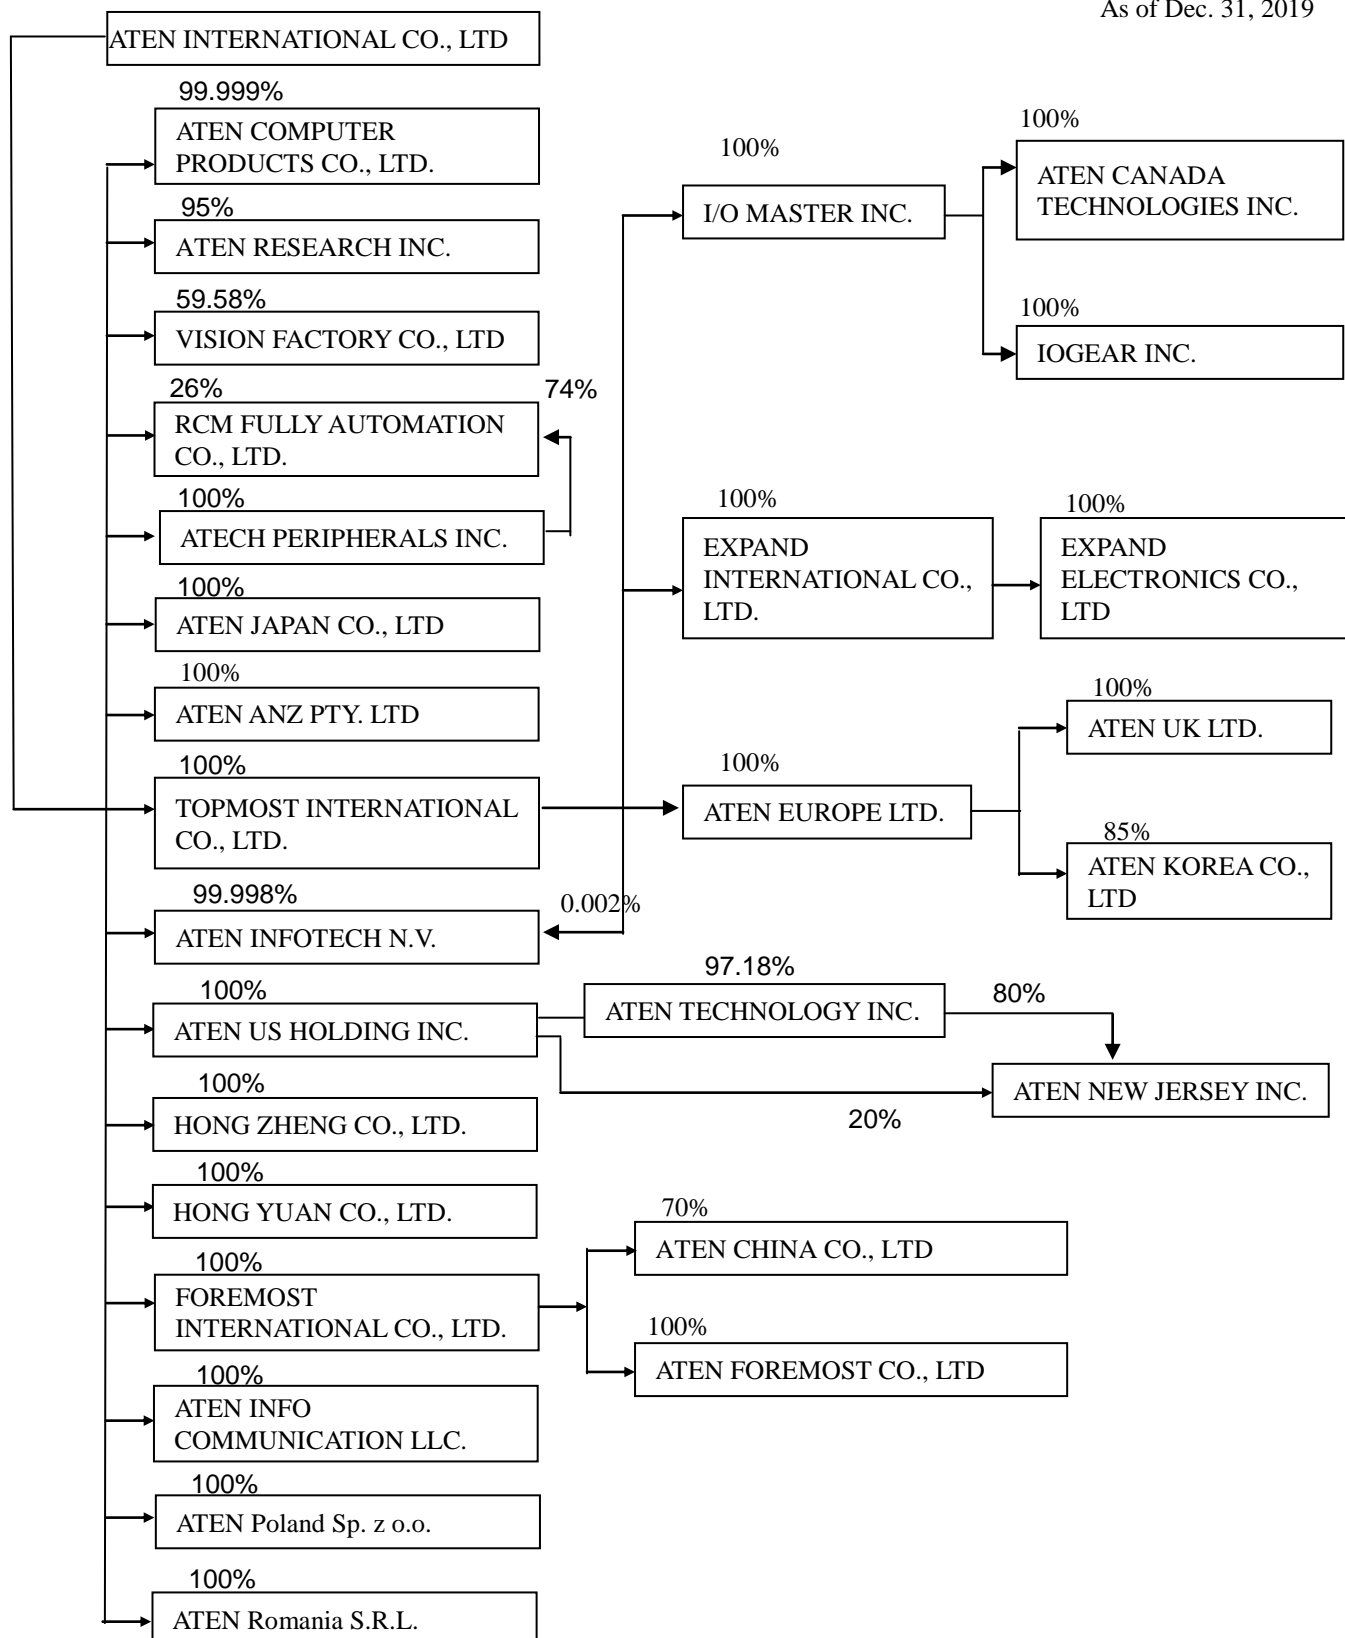 As of Dec. 31, 2019
ATEN INTERNATIONAL CO., LTD
99.999%
ATEN COMPUTER
PRODUCTS CO., LTD.
95%
ATEN RESEARCH INC.
59.58%
VISION FACTORY CO., LTD
26%
74%
RCM FULLY AUTOMATION
CO., LTD.
100%
ATECH PERIPHERALS INC.
100%
ATEN JAPAN CO., LTD
100%
ATEN ANZ PTY. LTD
100%
TOPMOST INTERNATIONAL
CO., LTD.
99.998%
0.002%
ATEN INFOTECH N.V.
100%
ATEN US HOLDING INC.
100%
HONG ZHENG CO., LTD.
100%
HONG YUAN CO., LTD.
100%
FOREMOST
INTERNATIONAL CO., LTD.
100%
ATEN INFO
COMMUNICATION LLC.
100%
ATEN Poland Sp. z o.o.
100%
ATEN Romania S.R.L.
100%
I/O MASTER INC.
100%
ATEN CANADA
TECHNOLOGIES INC.
100%
IOGEAR INC.
100%
EXPAND
INTERNATIONAL CO.,
LTD.
100%
EXPAND
ELECTRONICS CO.,
LTD
100%
ATEN EUROPE LTD.
100%
ATEN UK LTD.
85%
ATEN KOREA CO.,
LTD
97.18%
ATEN TECHNOLOGY INC.
80%
ATEN NEW JERSEY INC.
20%
70%
ATEN CHINA CO., LTD
100%
ATEN FOREMOST CO., LTD